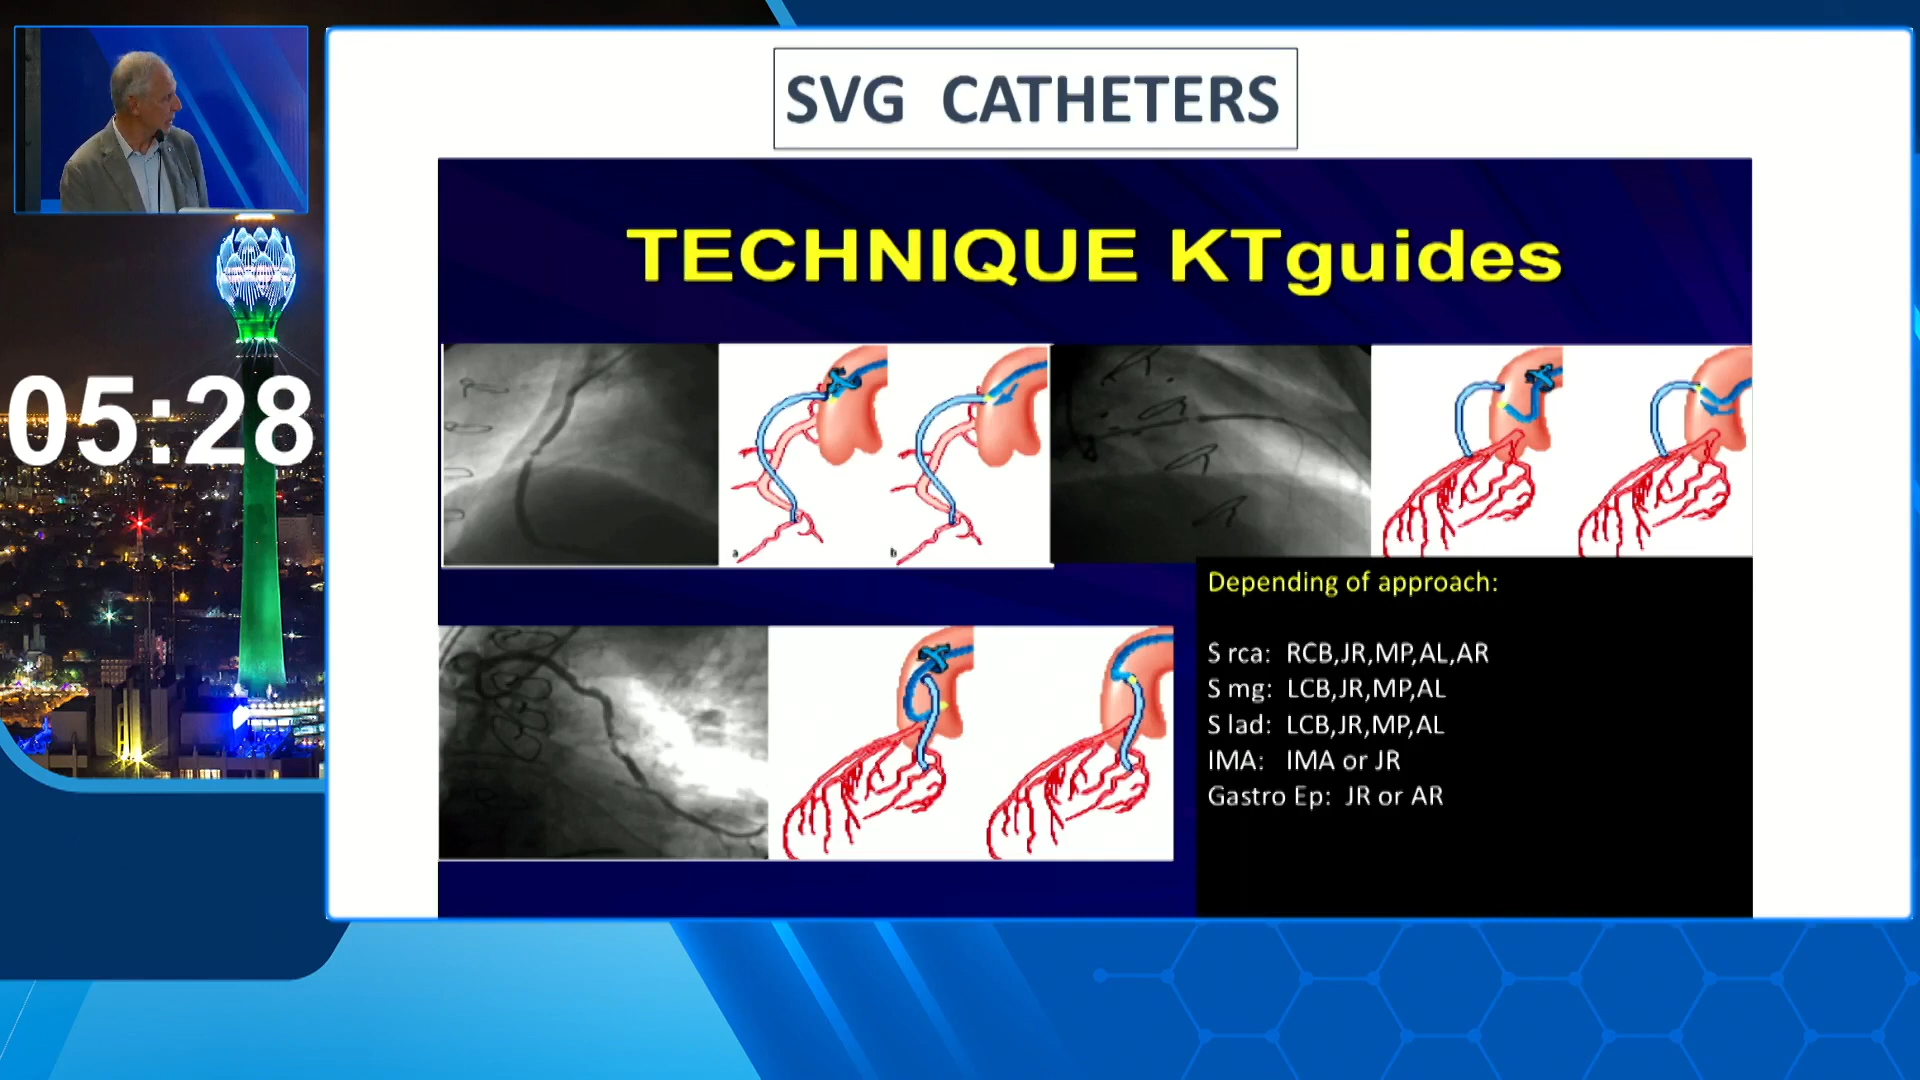 SVG CATHETERS
TECHNIQUE KTguides
05:28
a
b
Depending of approach:
S rca: RCB,JR,MP,AL,AR
S mg: LCB,JR,MP,AL
S lad: LCB,JR,MP,AL
IMA: IMA or JR
Gastro Ep: JR or AR